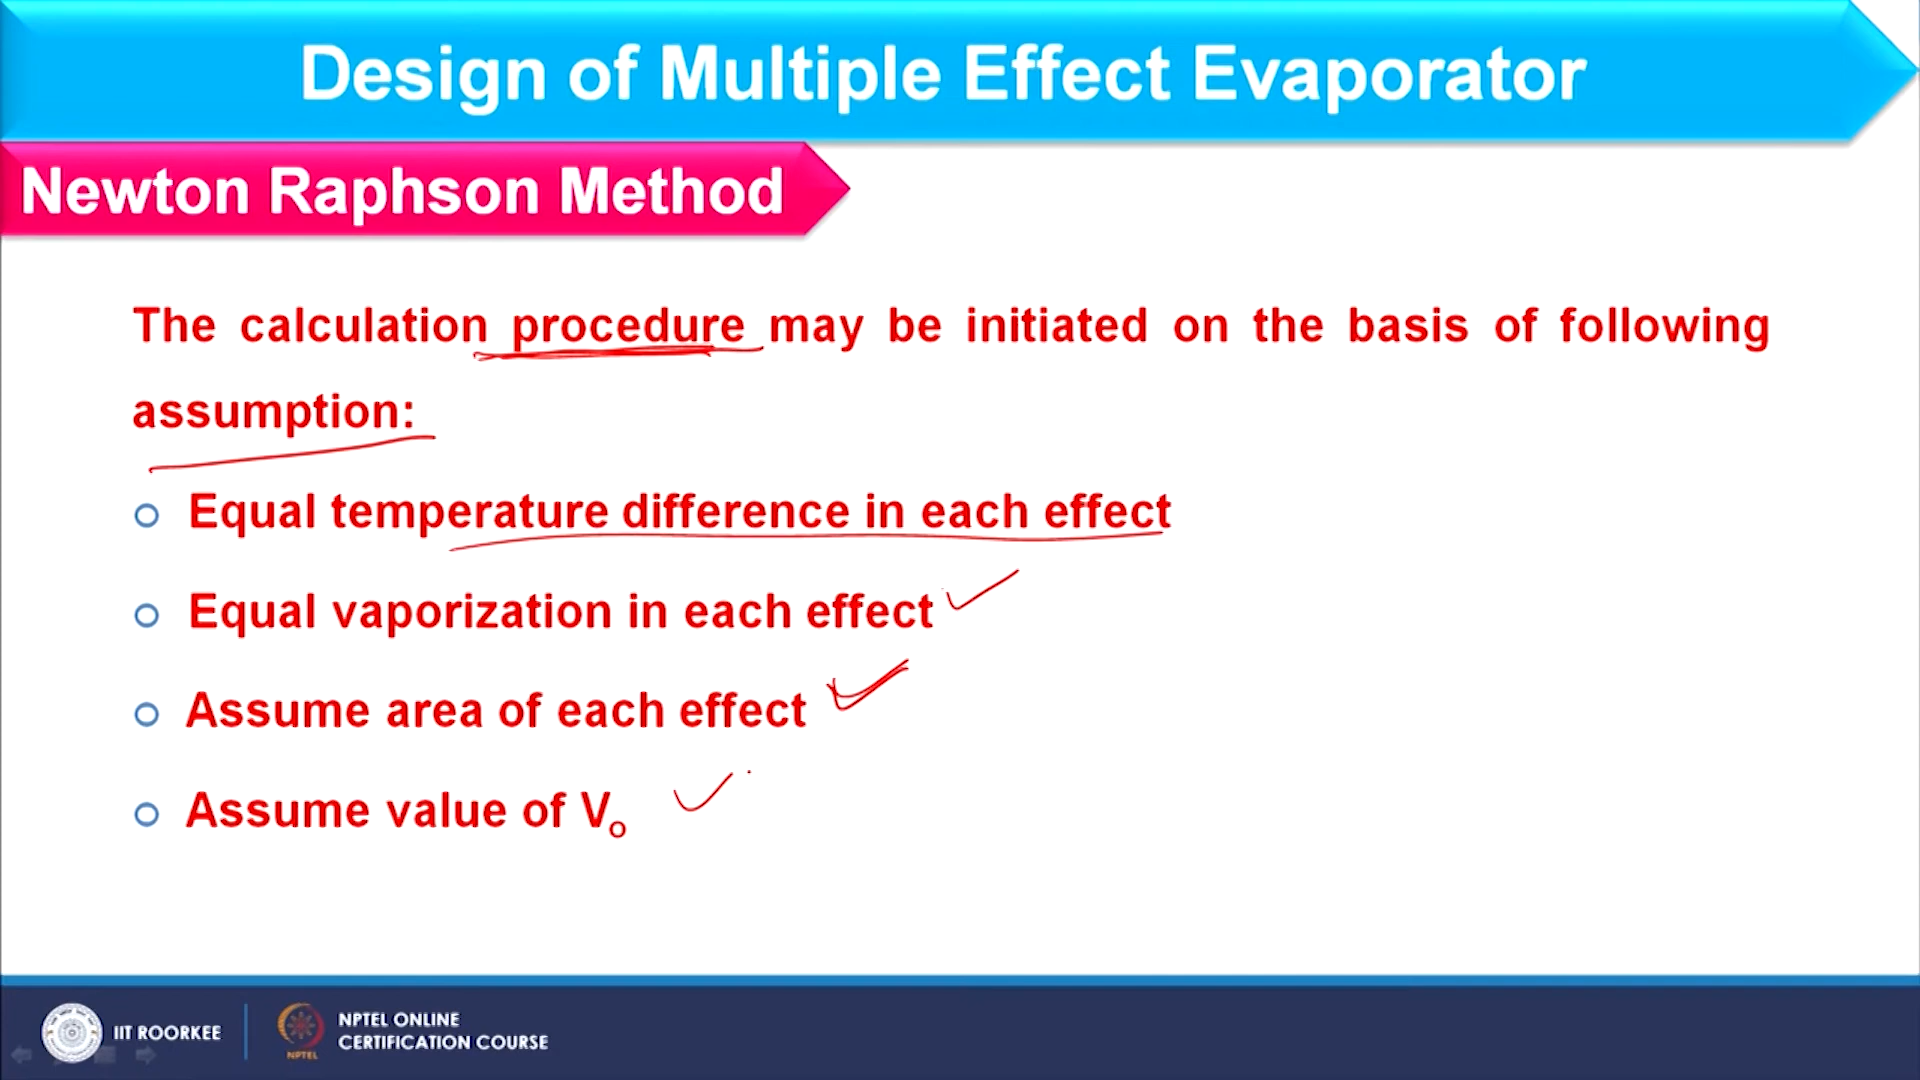 Design of Multiple Effect Evaporator
Newton Raphson Method
The calculation procedure may be initiated on the basis of following
assumption:
Equal temperature difference in each effect
Equal vaporization in each effect
Assume area of each effect
Assume value of Vₒ
IIT ROORKEE
NPTEL
NPTEL ONLINE
CERTIFICATION COURSE